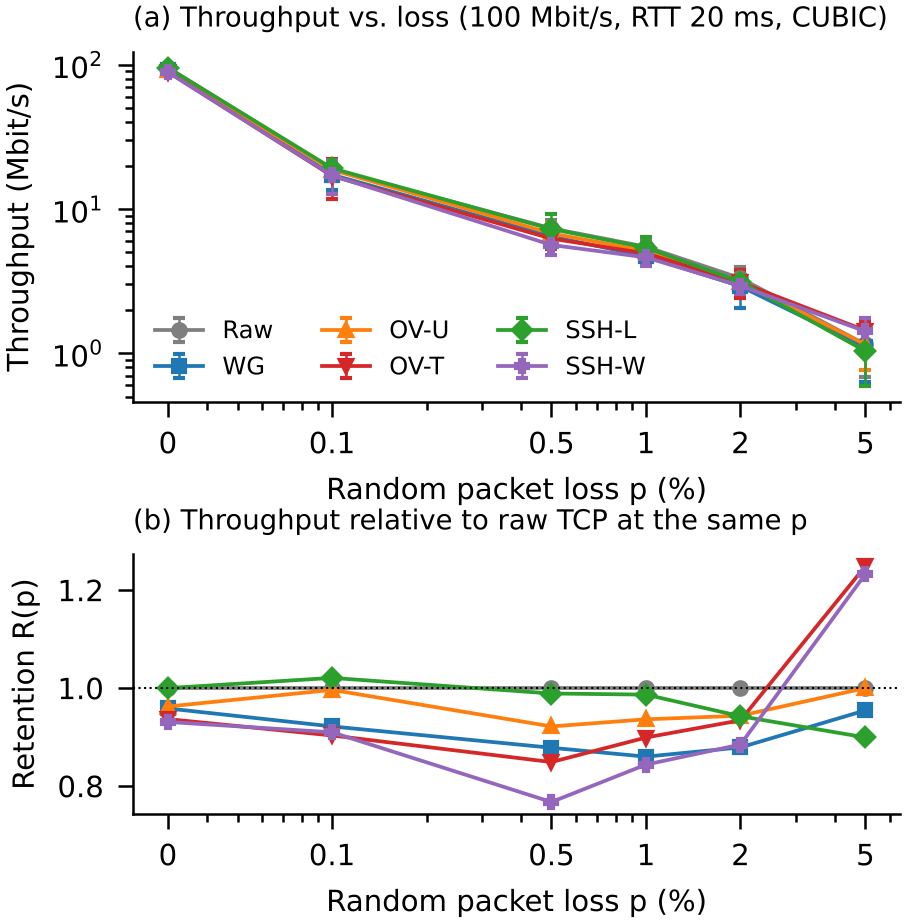 (a) Throughput vs. loss (100 Mbit/s, RTT 20 ms, CUBIC)
Throughput (Mbit/s)
10²
10¹
10⁰
Raw
WG
OV-U
OV-T
SSH-L
SSH-W
0 0.1 0.5 1 2 5
Random packet loss p (%)
(b) Throughput relative to raw TCP at the same p
Retention R(p)
1.2
1.0
0.8
0 0.1 0.5 1 2 5
Random packet loss p (%)